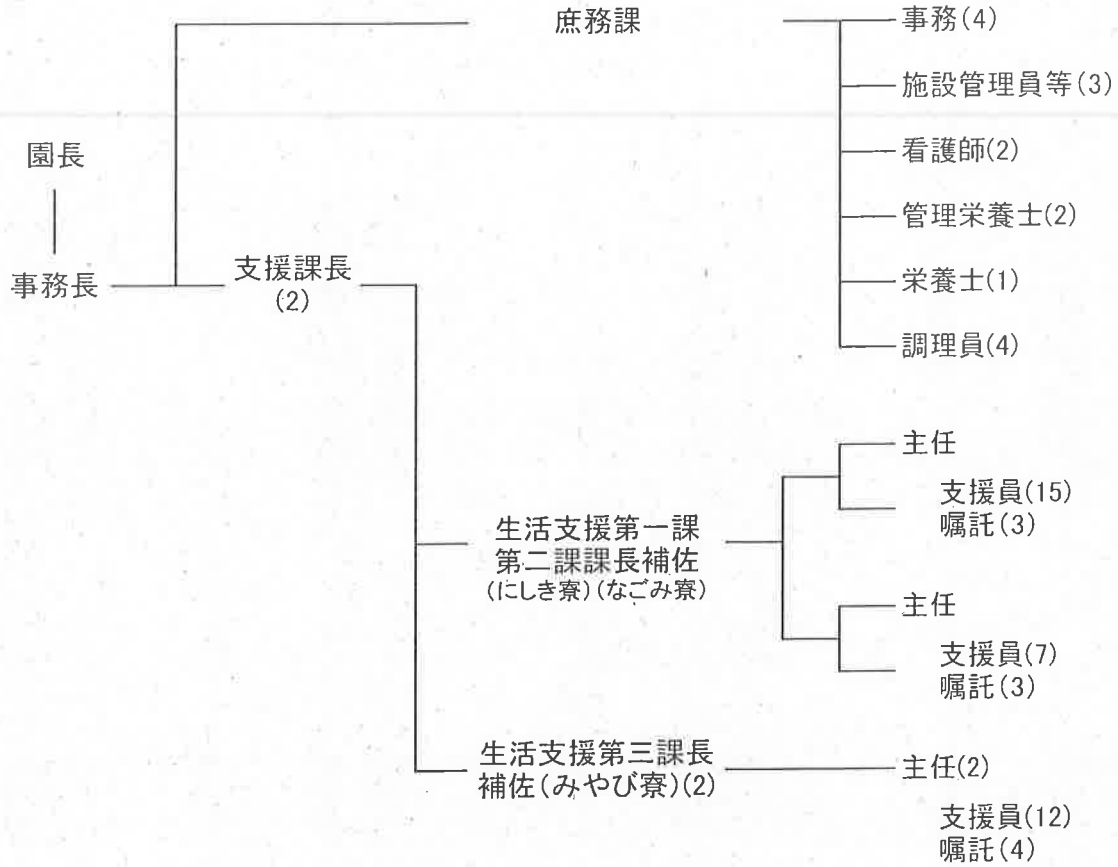 庶務課
事務(4)
施設管理員等(3)
看護師(2)
管理栄養士(2)
栄養士(1)
調理員(4)
園長
事務長
支援課長
(2)
生活支援第一課
第二課課長補佐
(にしき寮)(なごみ寮)
主任
支援員(15)
嘱託(3)
主任
支援員(7)
嘱託(3)
生活支援第三課長
補佐(みやび寮)(2)
主任(2)
支援員(12)
嘱託(4)